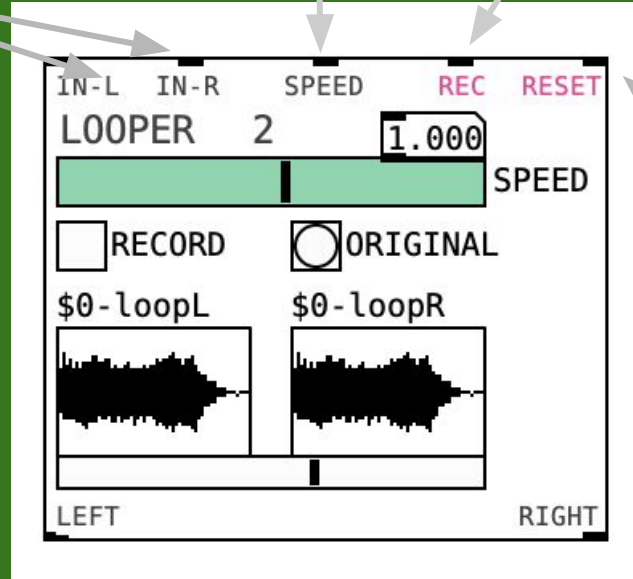 IN-L IN-R SPEED REC RESET
LOOPER 2 1.000
SPEED
RECORD ORIGINAL
$0-loopL $0-loopR
LEFT RIGHT